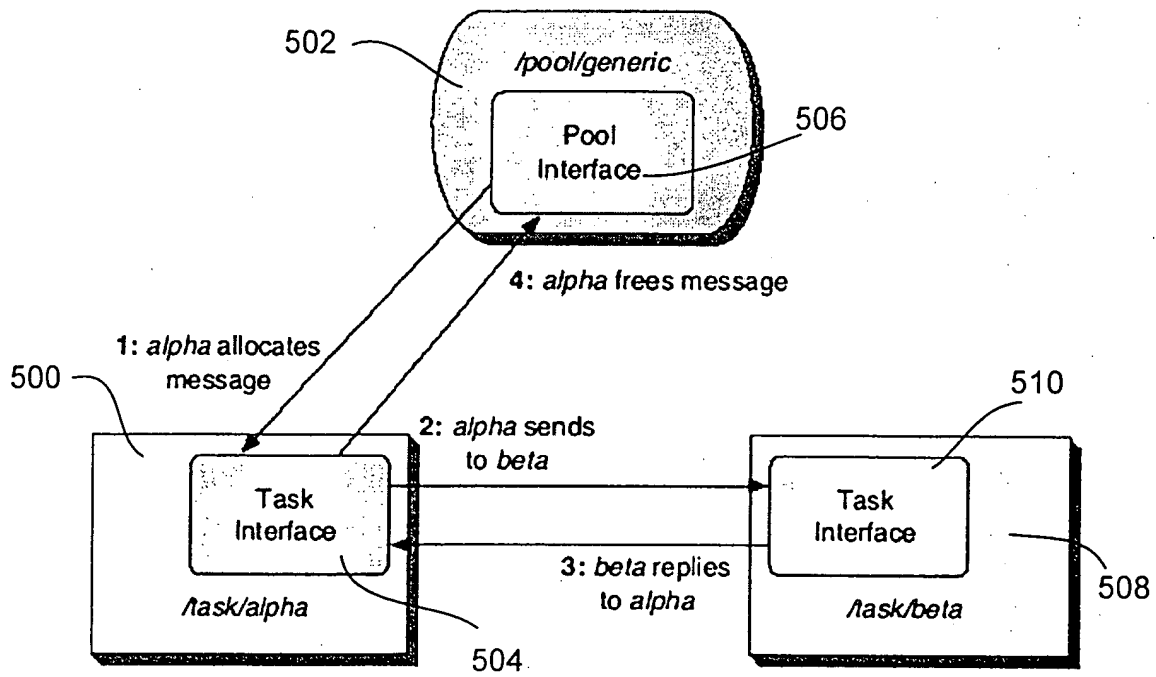 502
/pool/generic
506
Pool
Interface
4: alpha frees message
1: alpha allocates
message
500
510
2: alpha sends
to beta
Task
Interface
Task
Interface
3: beta replies
to alpha
508
/task/alpha
/task/beta
504